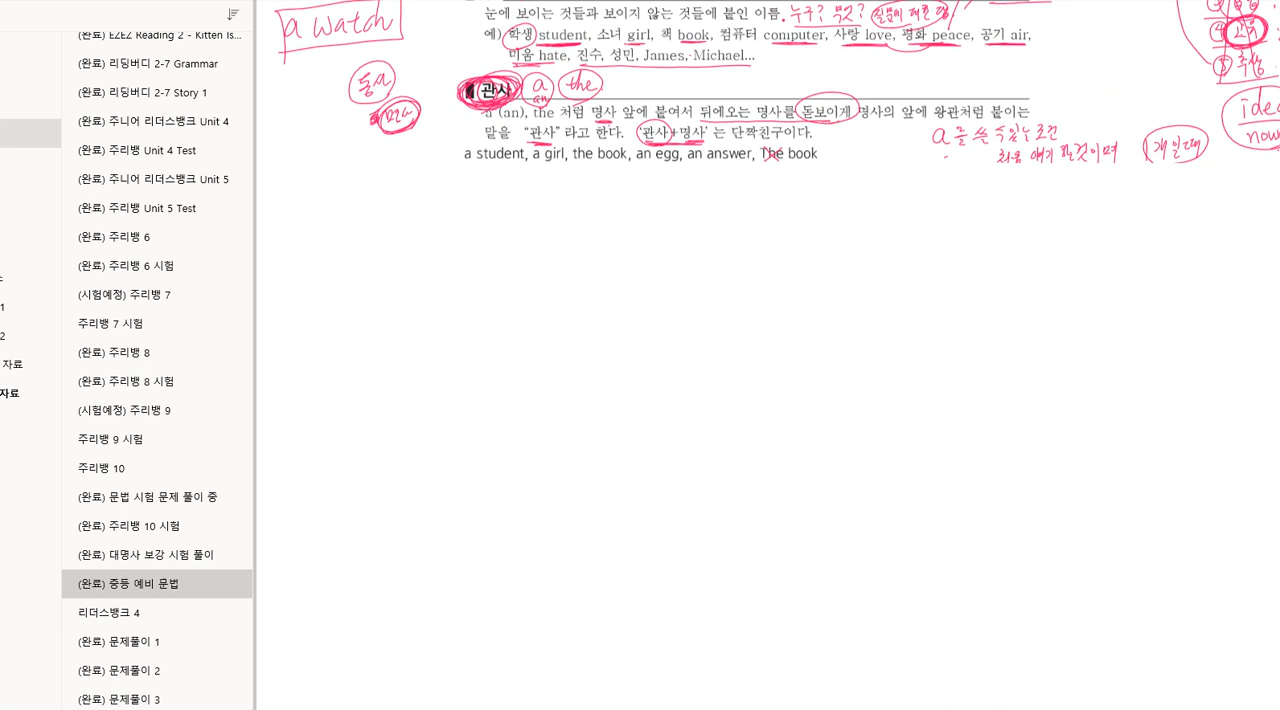 (완료) EZEZ Reading 2 - Kitten Is...
(완료) 리딩버디 2-7 Grammar
(완료) 리딩버디 2-7 Story 1
(완료) 주니어 리더스뱅크 Unit 4
(완료) 주리뱅 Unit 4 Test
(완료) 주니어 리더스뱅크 Unit 5
(완료) 주리뱅 Unit 5 Test
(완료) 주리뱅 6
(완료) 주리뱅 6 시험
(시험예정) 주리뱅 7
주리뱅 7 시험
(완료) 주리뱅 8
(완료) 주리뱅 8 시험
(시험예정) 주리뱅 9
주리뱅 9 시험
주리뱅 10
(완료) 문법 시험 문제 풀이 중
(완료) 주리뱅 10 시험
(완료) 대명사 보강 시험 풀이
(완료) 중등 예비 문법
리더스뱅크 4
(완료) 문제풀이 1
(완료) 문제풀이 2
(완료) 문제풀이 3
1
2
자료
자료
a watch
눈에 보이는 것들과 보이지 않는 것들에 붙인 이름. 누구? 무엇?
예) 학생 student, 소녀 girl, 책 book, 컴퓨터 computer, 사랑 love, 평화 peace, 공기 air,
미움 hate, 진수, 성민, James, Michael...
동사
관사 a an the
a (an), the 처럼 명사 앞에 붙여서 뒤에오는 명사를 돋보이게 명사의 앞에 왕관처럼 붙이는
말을 "관사"라고 한다. '관사+명사' 는 단짝친구이다.
a student, a girl, the book, an egg, an answer, The book
a 를 쓸 수 있는 조건
처음 얘기 할 것이며 1개일때
④
⑤ 추상
idea